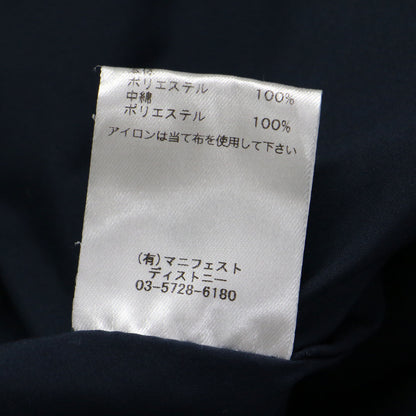 ポリエステル 100%
中綿
ポリエステル 100%
アイロンは当て布を使用して下さい
(有)マニフェスト
ディストニー
03-5728-6180